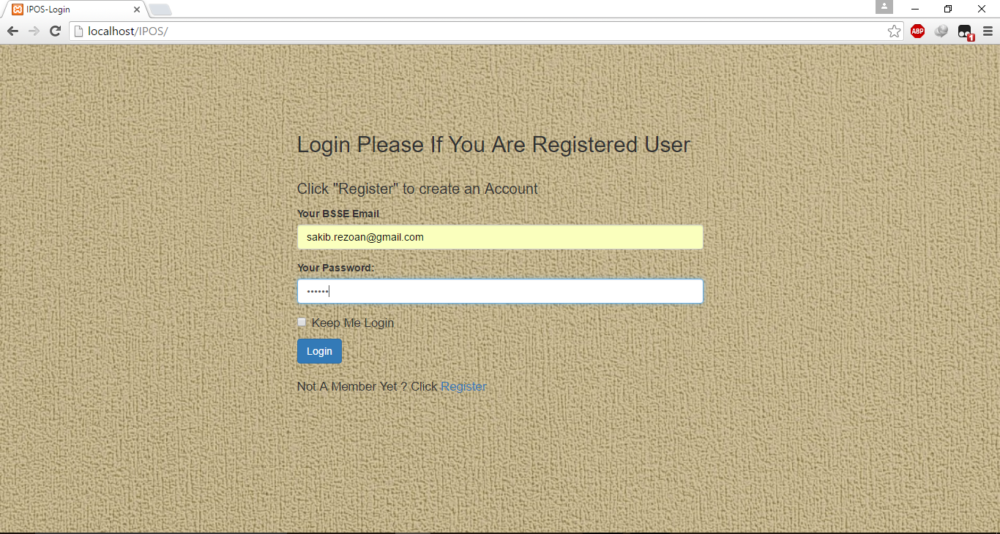 IPOS-Login
localhost/IPOS/
ABP
1
Login Please If You Are Registered User
Click "Register" to create an Account
Your BSSE Email
sakib.rezoan@gmail.com
Your Password:
••••••
Keep Me Login
Login
Not A Member Yet ? Click Register